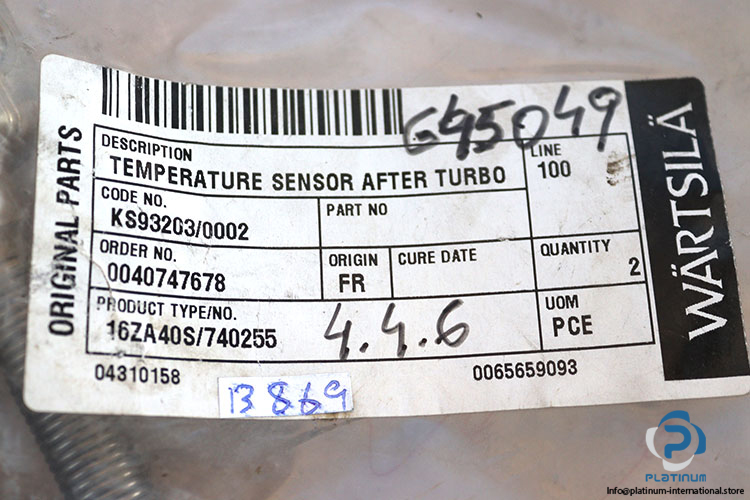 ORIGINAL PARTS
G45049
DESCRIPTION
TEMPERATURE SENSOR AFTER TURBO
LINE
100
CODE NO.
KS93203/0002
PART NO
ORDER NO.
0040747678
ORIGIN
FR
CURE DATE
QUANTITY
2
PRODUCT TYPE/NO.
16ZA40S/740255
4.4.6
UOM
PCE
04310158
0065659093
13869
WÄRTSILÄ
PLATINUM
Info@platinum-international.store